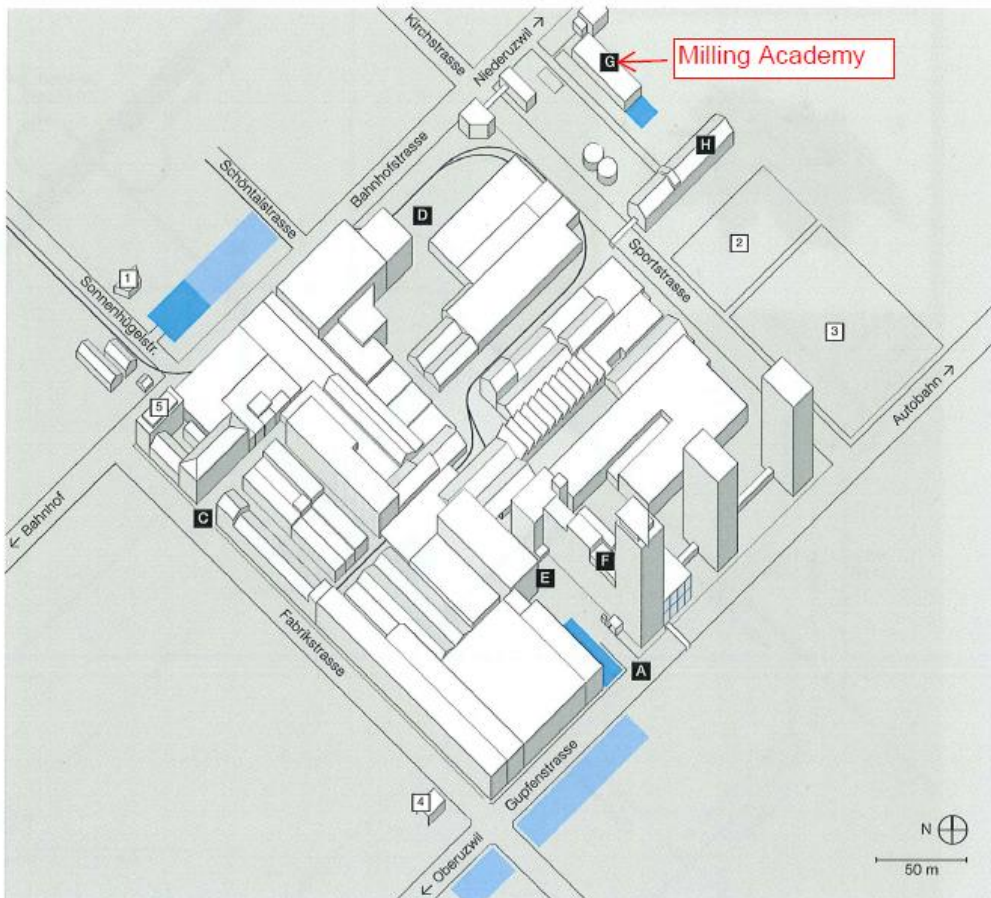 Kirchstrasse
Niederuzwil
G
Milling Academy
H
Bahnhofstrasse
Schöntalstrasse
D
Sportstrasse
2
1
Sonnenhügelstr.
3
Autobahn
5
Bahnhof
C
F
E
Fabrikstrasse
A
Gupfenstrasse
4
Oberuzwil
N
50 m